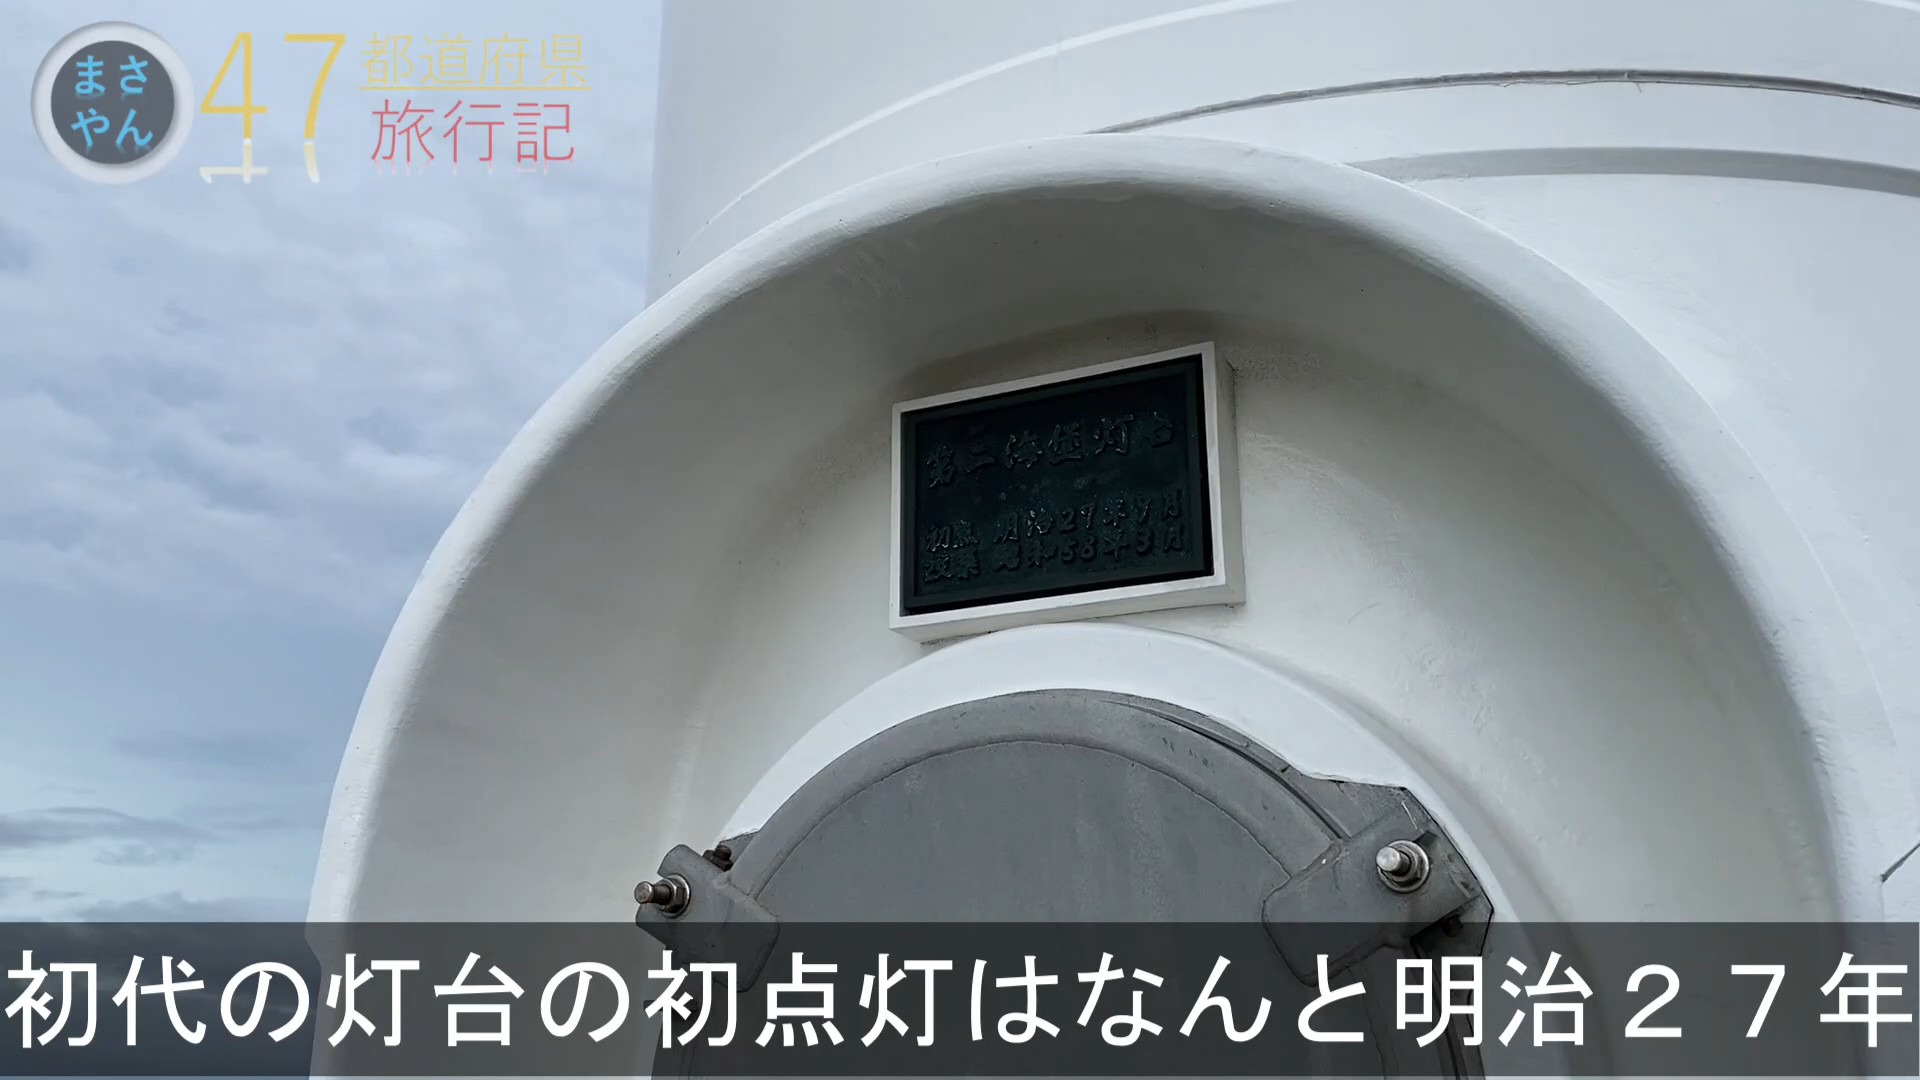 まさ
やん
47
都道府県
旅行記
第二海堡灯台
初点 明治27年7月
改築 昭和58年3月
初代の灯台の初点灯はなんと明治２７年